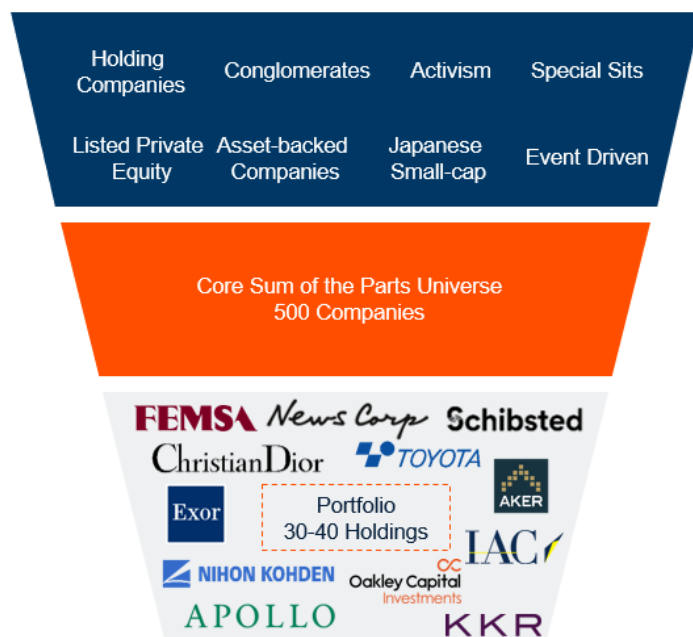 Holding
Companies
Conglomerates
Activism
Special Sits
Listed Private
Equity
Asset-backed
Companies
Japanese
Small-cap
Event Driven
Core Sum of the Parts Universe
500 Companies
FEMSA
News Corp
Schibsted
Christian Dior
TOYOTA
AKER
Exor
Portfolio
30-40 Holdings
IAC
NIHON KOHDEN
Oakley Capital
Investments
APOLLO
KKR